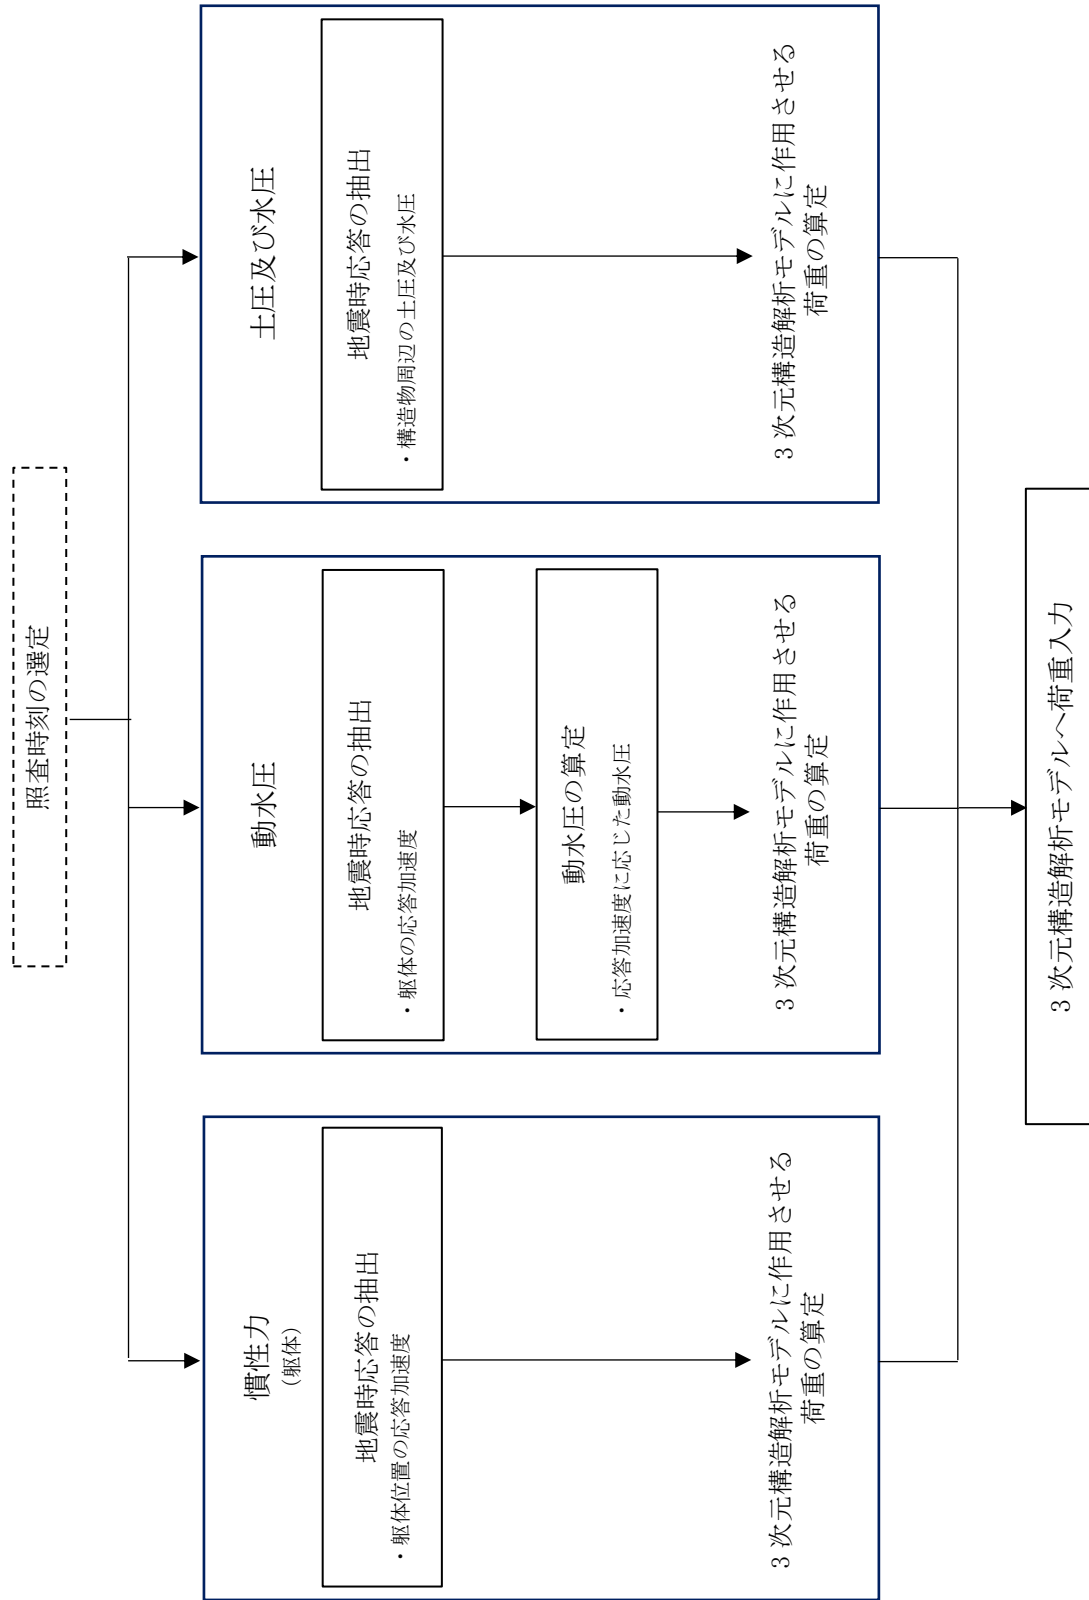 照査時刻の選定
慣性力
(躯体)
地震時応答の抽出
・躯体位置の応答加速度
3 次元構造解析モデルに作用させる
荷重の算定
動水圧
地震時応答の抽出
・躯体の応答加速度
動水圧の算定
・応答加速度に応じた動水圧
3 次元構造解析モデルに作用させる
荷重の算定
土圧及び水圧
地震時応答の抽出
・構造物周辺の土圧及び水圧
3 次元構造解析モデルに作用させる
荷重の算定
3 次元構造解析モデルへ荷重入力